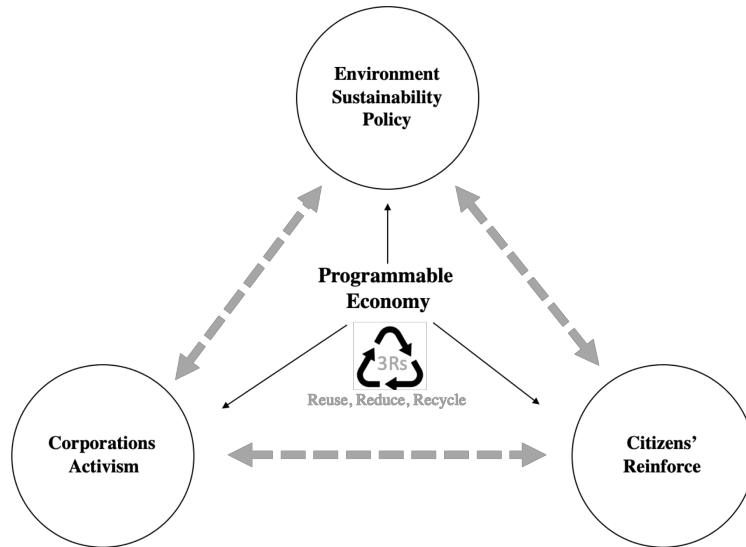 Environment
Sustainability
Policy
Programmable
Economy
3Rs
Reuse, Reduce, Recycle
Corporations
Activism
Citizens’
Reinforce